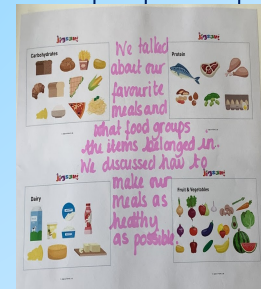 Carbohydrates
Protein
We talked
about our
favourite
meals and
what food groups
the items belonged in.
We discussed how to
make our
meals as
healthy
as possible.
Dairy
Fruit & Vegetables